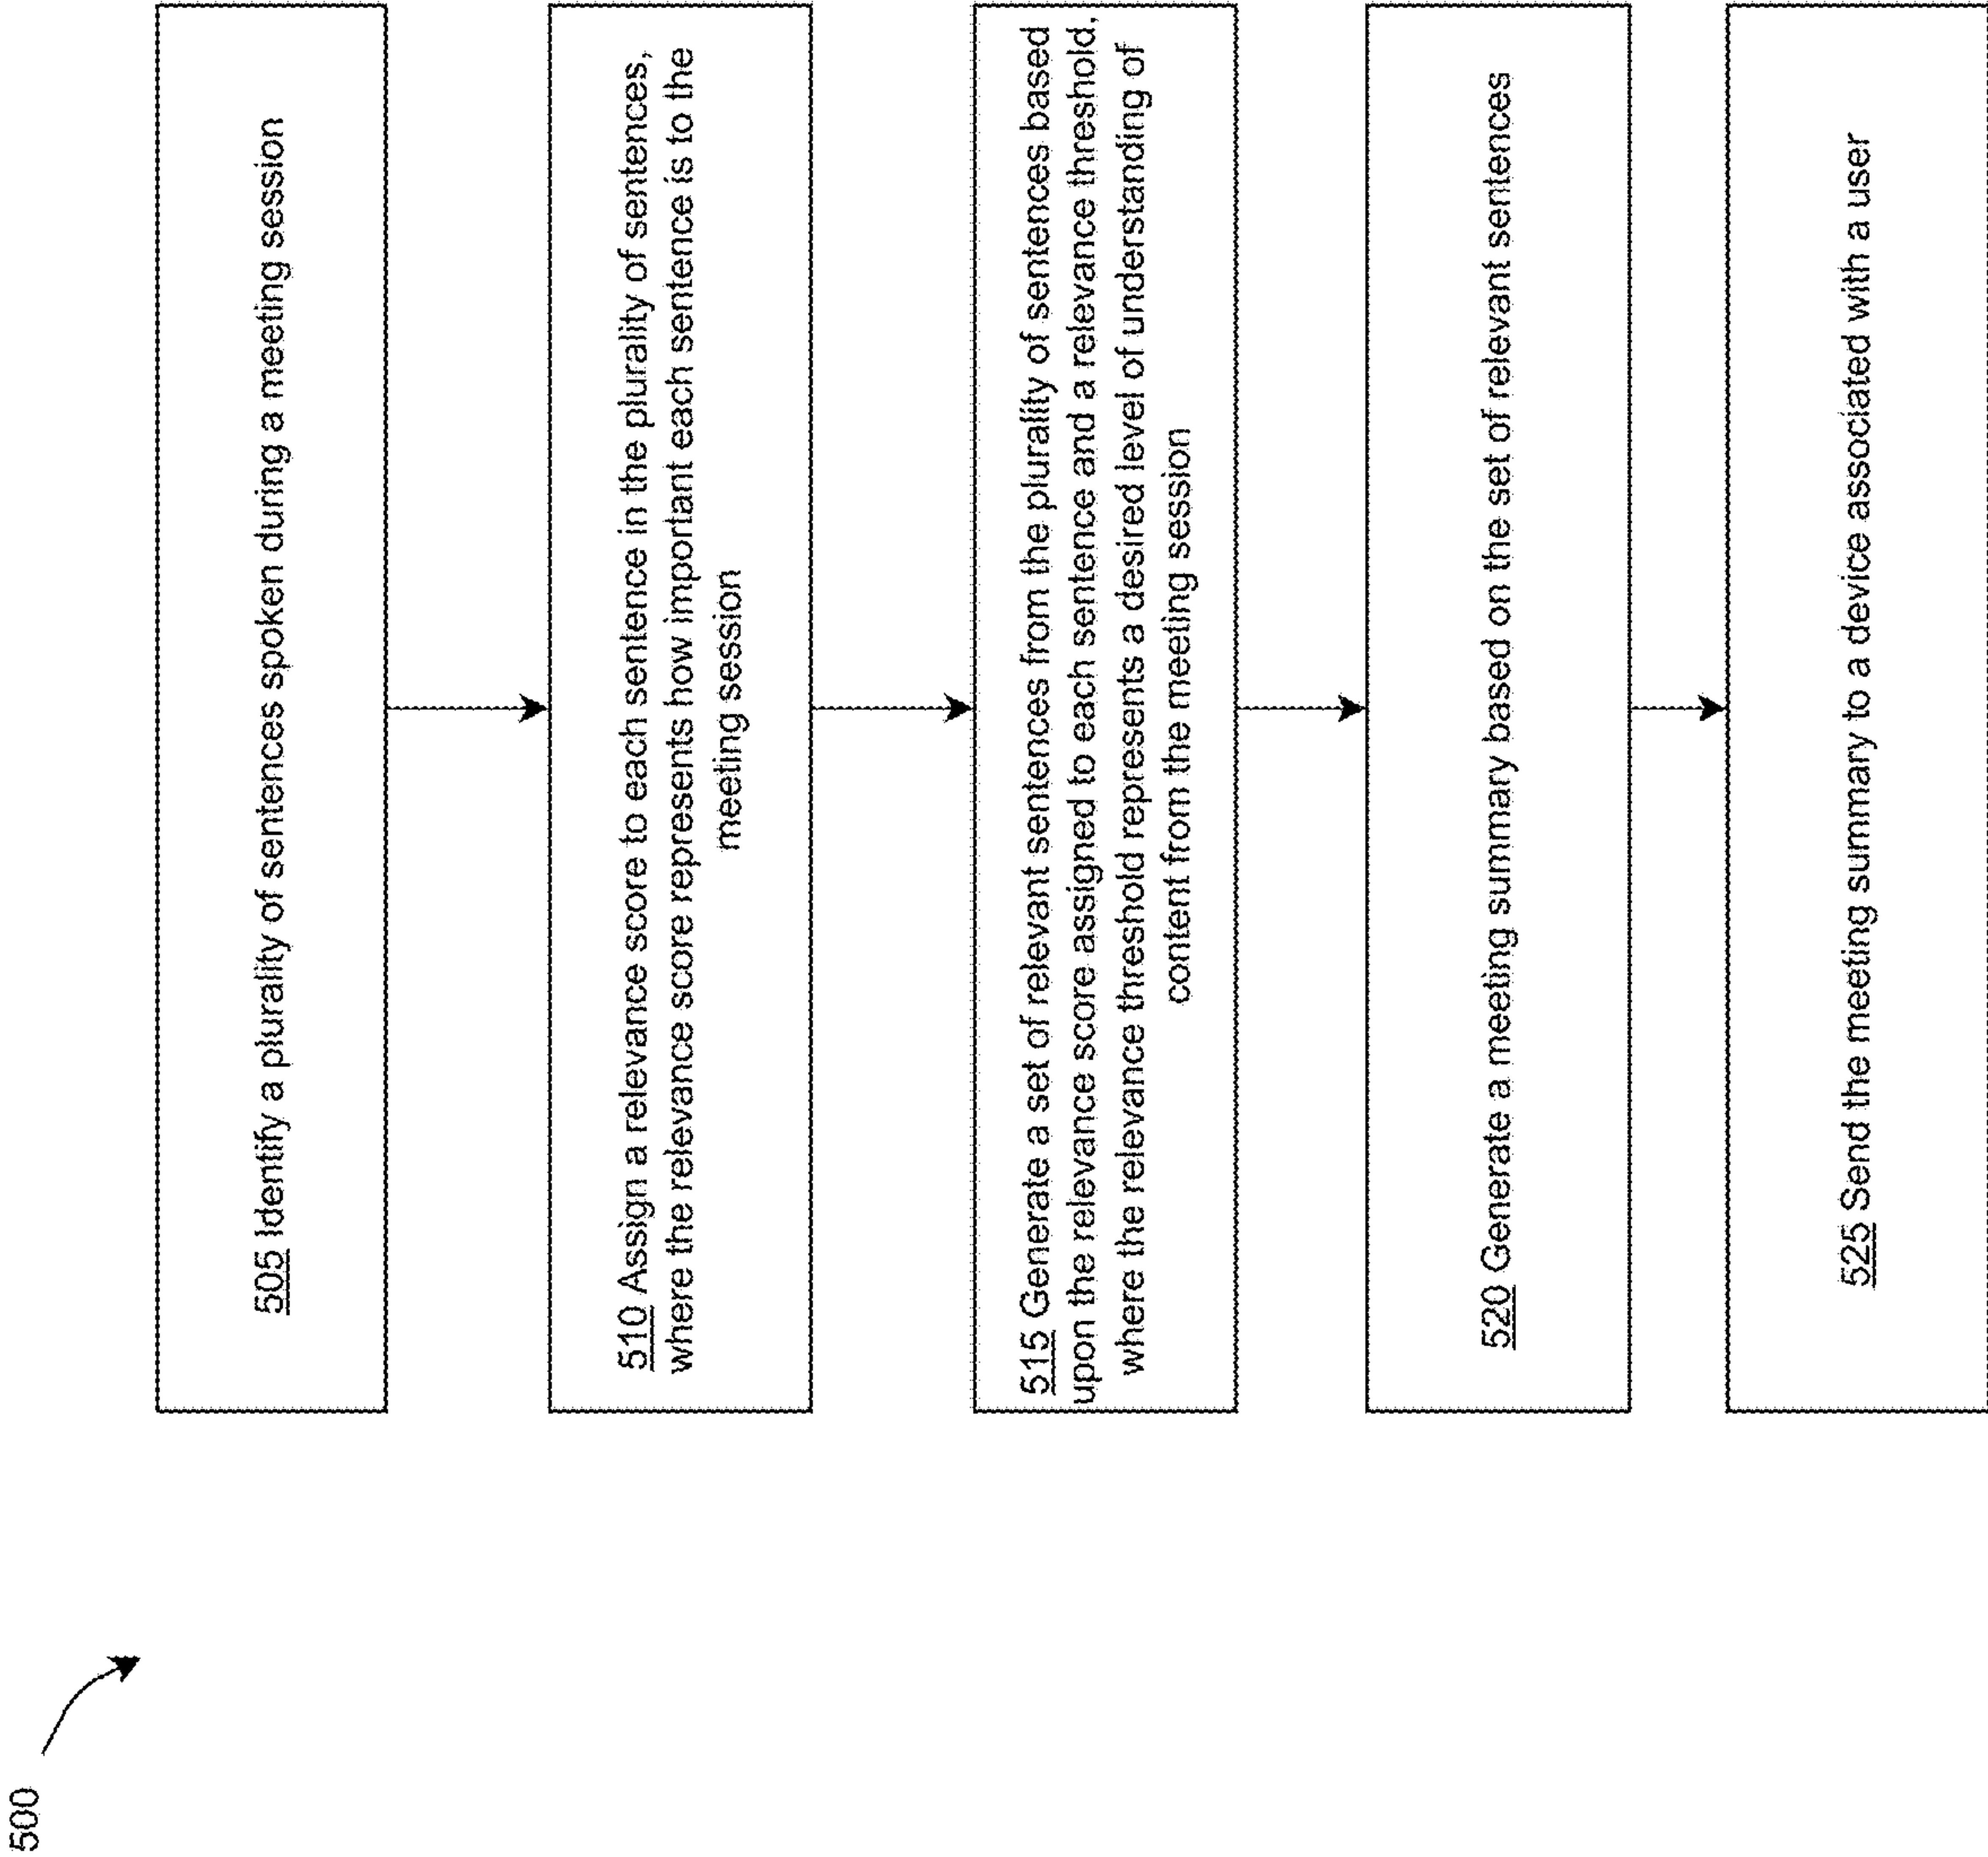 500
505 Identify a plurality of sentences spoken during a meeting session
510 Assign a relevance score to each sentence in the plurality of sentences,
where the relevance score represents how important each sentence is to the
meeting session
515 Generate a set of relevant sentences from the plurality of sentences based
upon the relevance score assigned to each sentence and a relevance threshold,
where the relevance threshold represents a desired level of understanding of
content from the meeting session
520 Generate a meeting summary based on the set of relevant sentences
525 Send the meeting summary to a device associated with a user